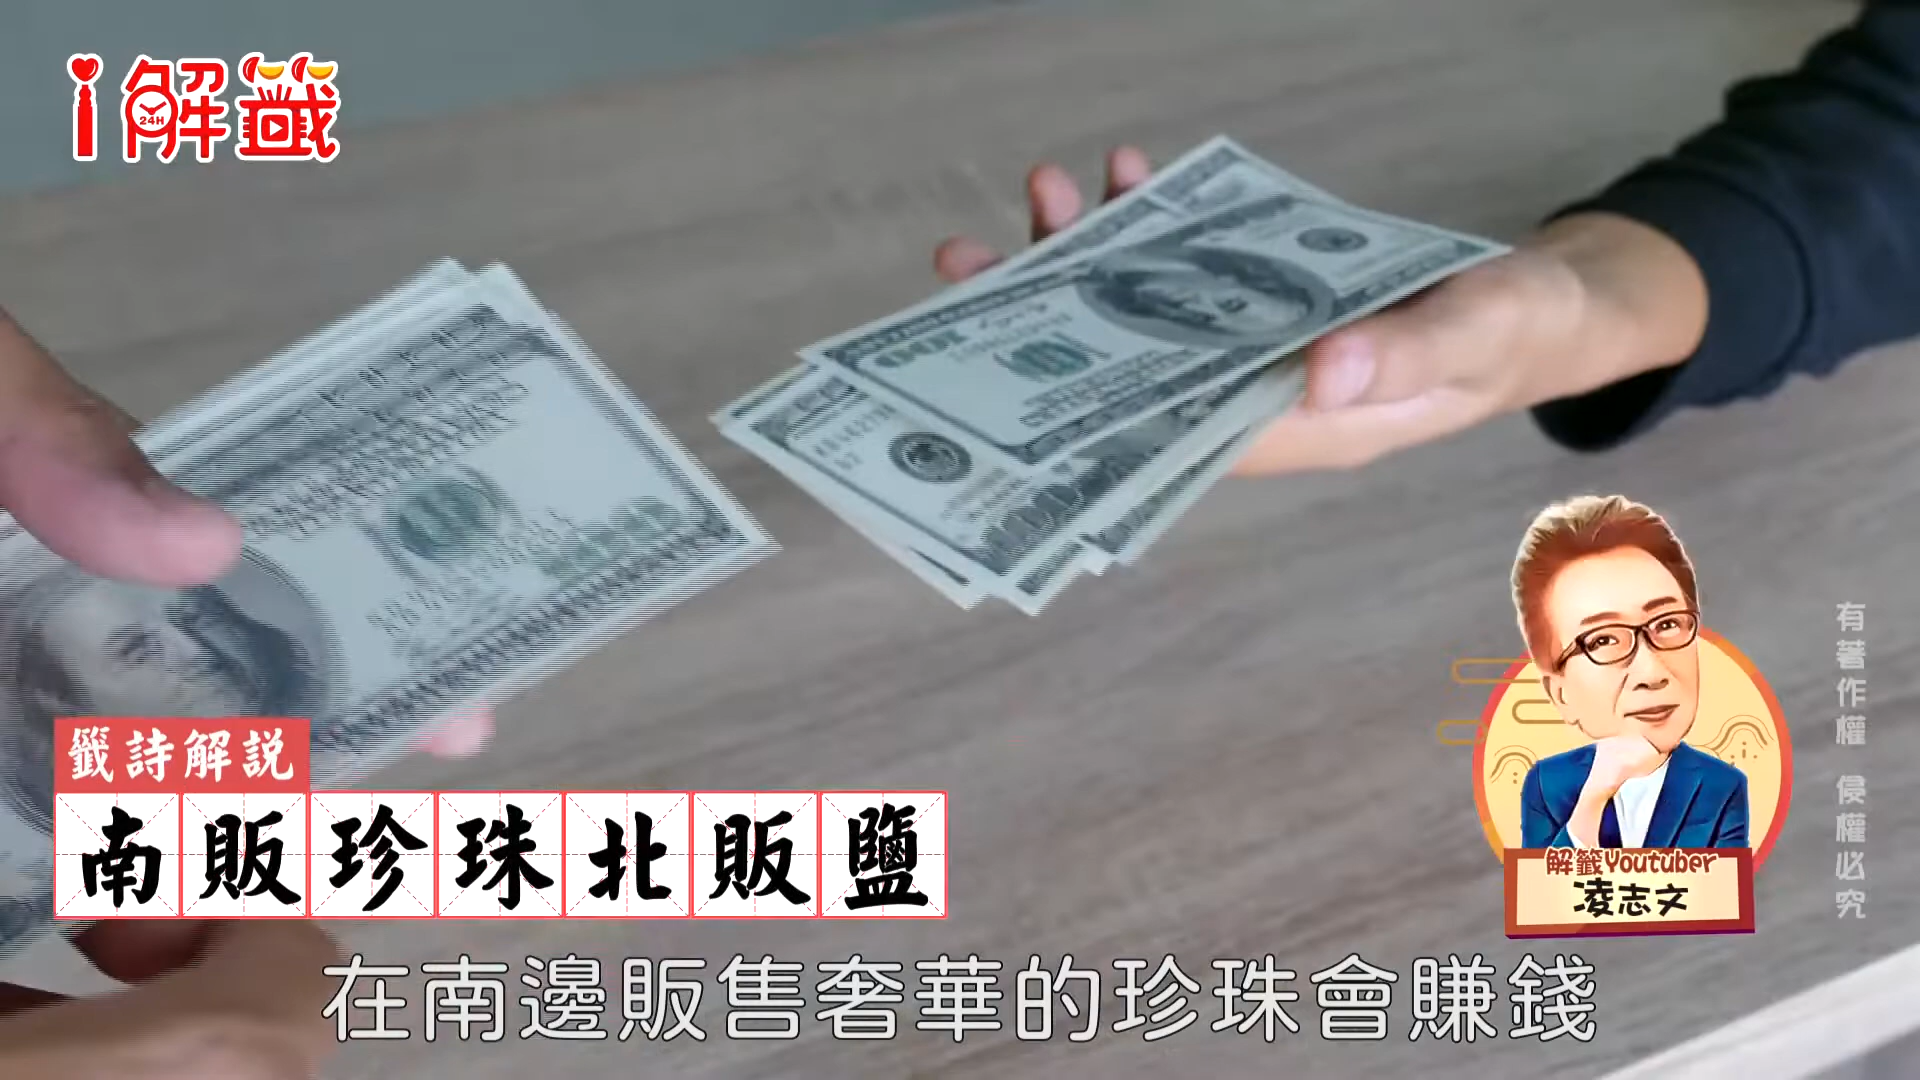 i解籤
24H
籤詩解説
南販珍珠北販鹽
解籤Youtuber
凌志文
有著作權 侵權必究
在南邊販售奢華的珍珠會賺錢